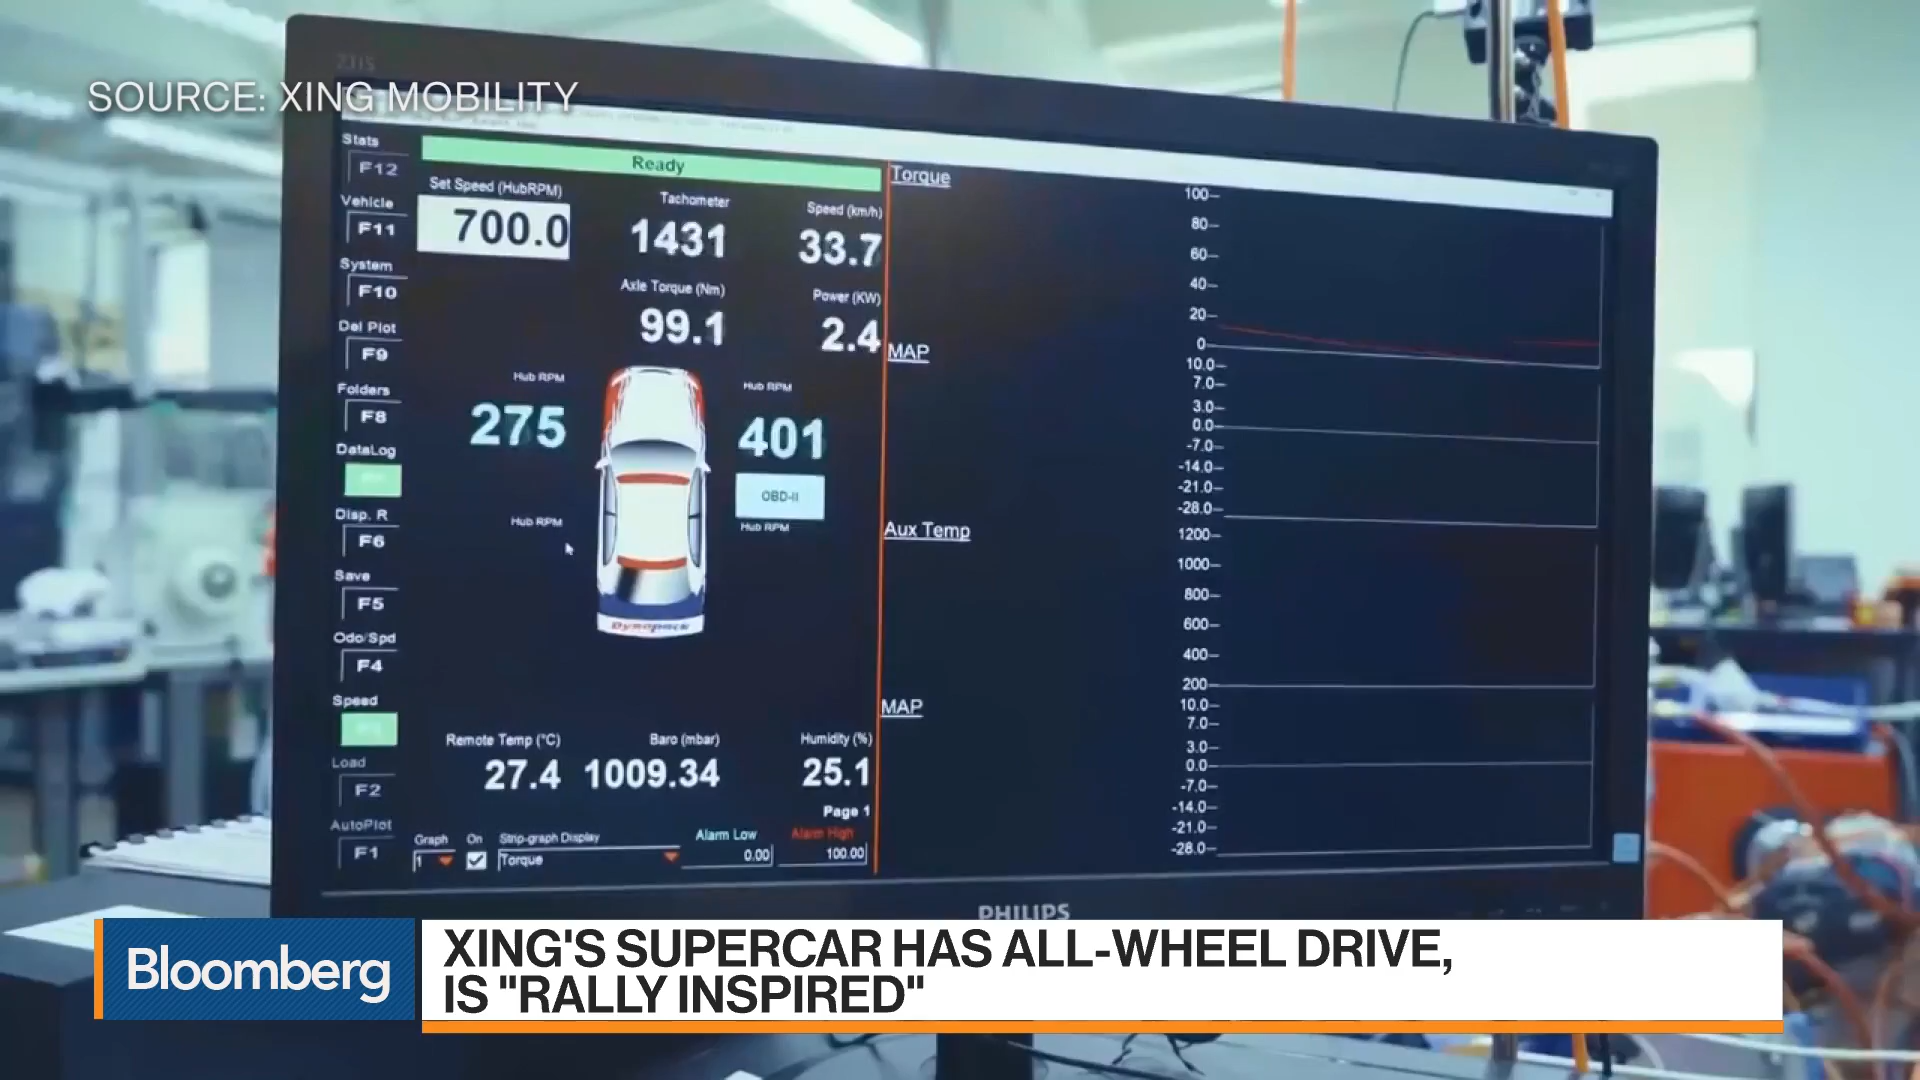 SOURCE: XING MOBILITY
Stats
F12
Vehicle
F11
System
F10
Del Plot
F9
Folders
F8
DataLog
Disp. R
F6
Save
F5
Odo/Spd
F4
Speed
Load
F2
AutoPlot
F1
Ready
Set Speed (HubRPM)
700.0
Tachometer
1431
Speed (km/h)
33.7
Axle Torque (Nm)
99.1
Power (KW)
2.4
Hub RPM
275
Hub RPM
401
OBD-II
Hub RPM
Hub RPM
Dynapack
Remote Temp (°C)
27.4
Baro (mbar)
1009.34
Humidity (%)
25.1
Page 1
Graph
1
On
Strip-graph Display
Torque
Alarm Low
0.00
Alarm High
100.00
Torque
100
80
60
40
20
0
MAP
10.0
7.0
3.0
0.0
-7.0
-14.0
-21.0
-28.0
Aux Temp
1200
1000
800
600
400
200
MAP
10.0
7.0
3.0
0.0
-7.0
-14.0
-21.0
-28.0
PHILIPS
Bloomberg
XING'S SUPERCAR HAS ALL-WHEEL DRIVE,
IS "RALLY INSPIRED"